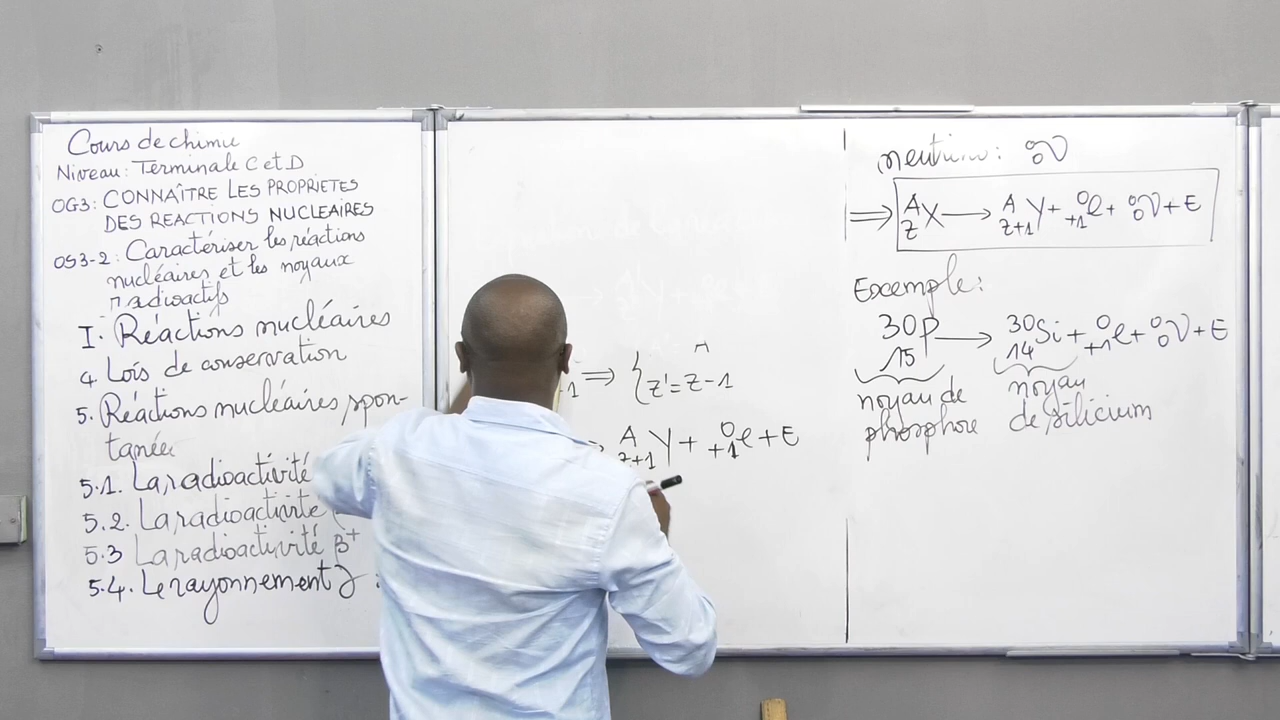 Cours de chimie
Niveau: Terminale C et D
OG3: CONNAÎTRE LES PROPRIETES
DES REACTIONS NUCLEAIRES
OS3-2: Caractériser les réactions
nucléaires et les noyaux
radioactifs
I. Réactions nucléaires
4. Lois de conservation
5. Réactions nucléaires spon-
tanées
5.1. La radioactivité
5.2. La radioactivité
5.3 La radioactivité β⁺
5.4. Le rayonnement γ
⇒ { Z'=Z-1
A Z+1 Y + 0 +1 e + E
neutrino: 0 0 ν
⇒ A Z X → A Z+1 Y + 0 +1 e + 0 0 ν + E
Exemple:
30 15 P → 30 14 Si + 0 +1 e + 0 0 ν + E
noyau de phosphore
noyau de silicium